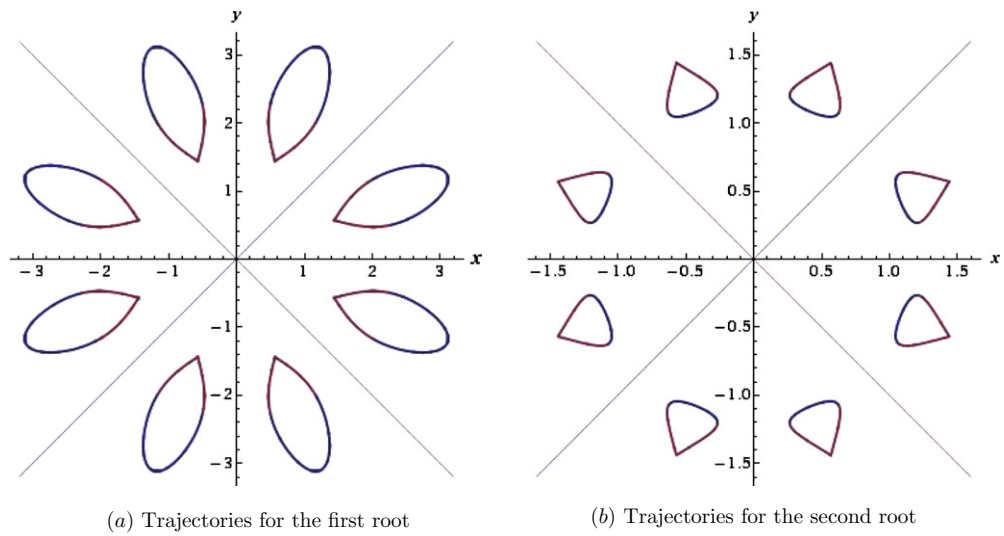 y
3
2
1
−3 −2 −1 1 2 3 x
−1
−2
−3
(a) Trajectories for the first root
y
1.5
1.0
0.5
−1.5 −1.0 −0.5 0.5 1.0 1.5 x
−0.5
−1.0
−1.5
(b) Trajectories for the second root